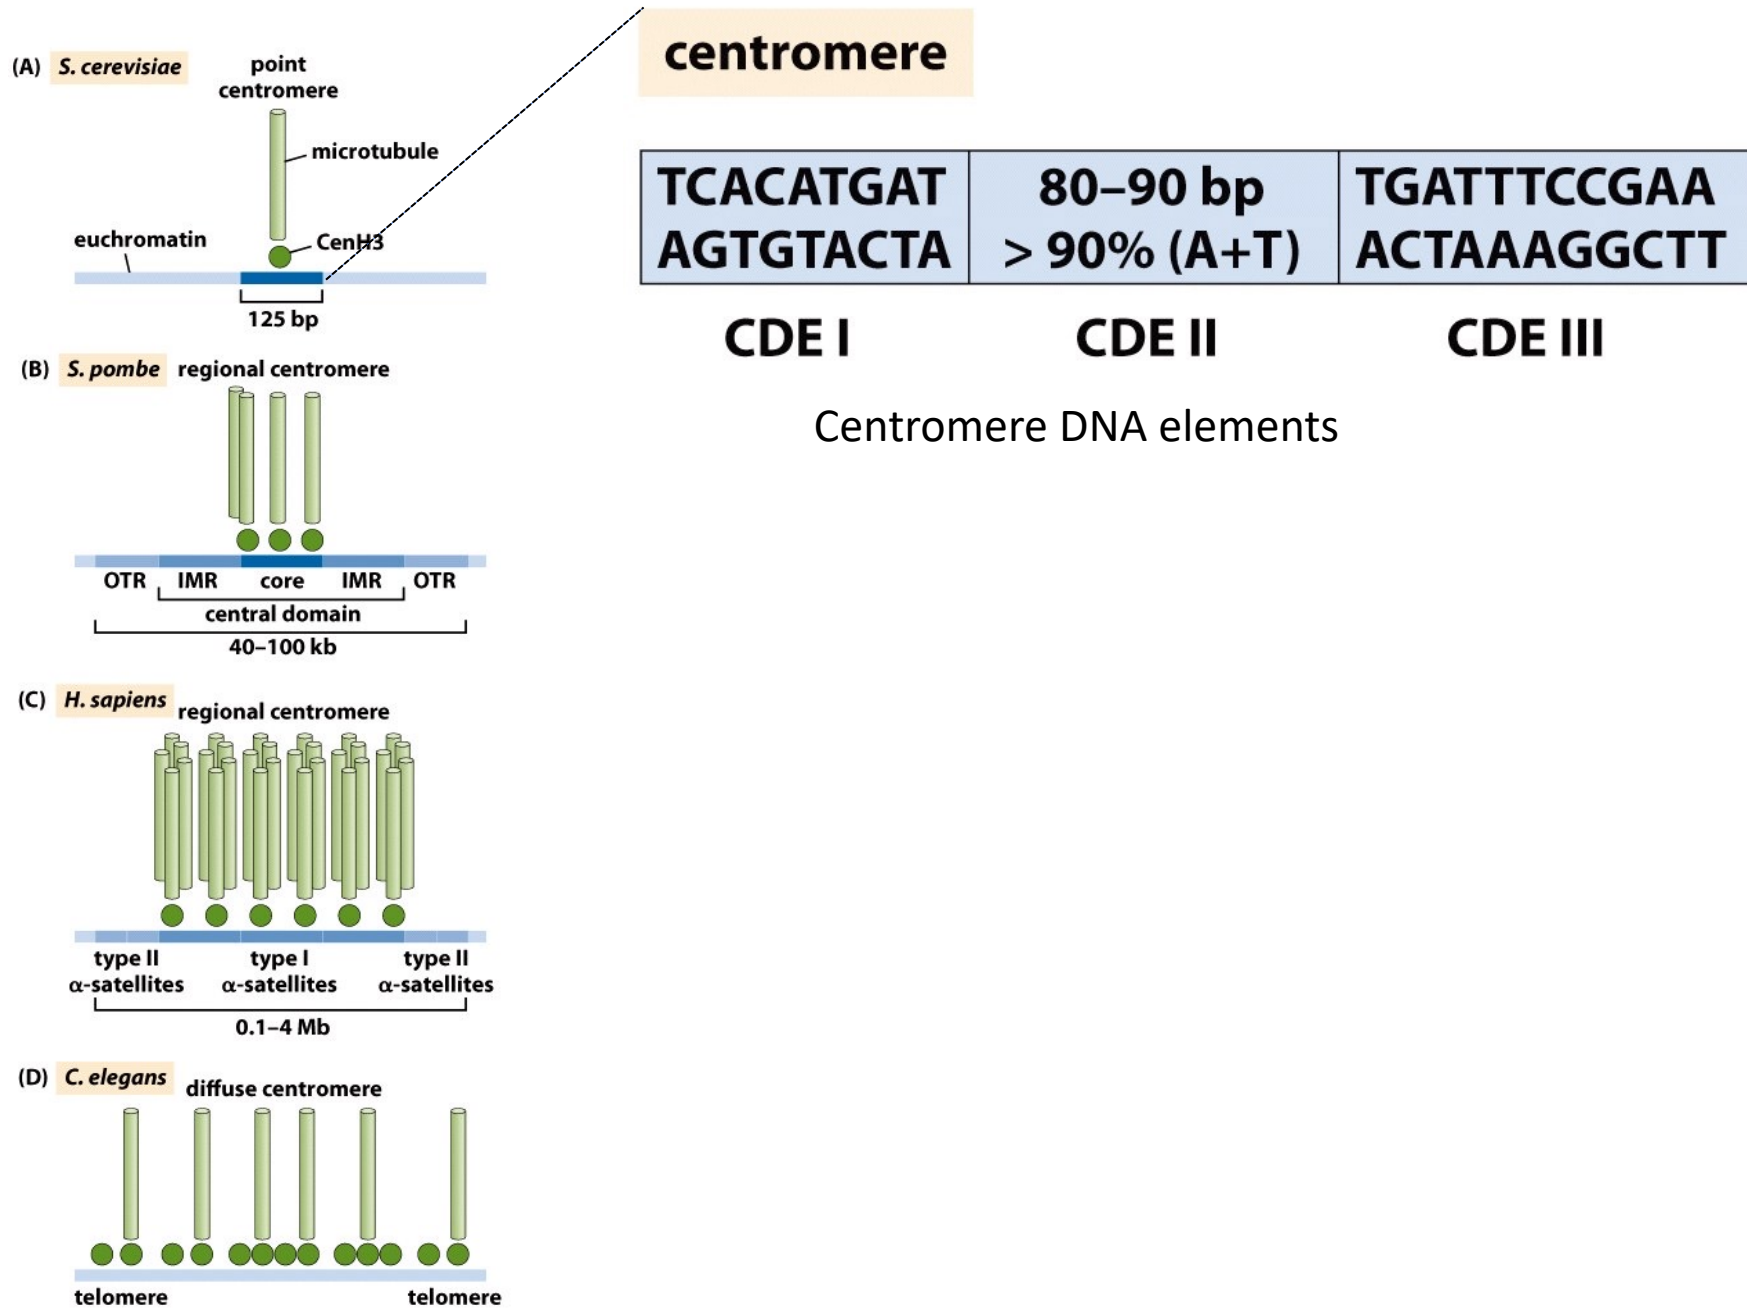 (A) S. cerevisiae
point
centromere
microtubule
euchromatin
CenH3
125 bp
centromere
TCACATGAT 80–90 bp TGATTTCCGAA
AGTGTACTA > 90% (A+T) ACTAAAGGCTT
CDE I CDE II CDE III
Centromere DNA elements
(B) S. pombe regional centromere
OTR IMR core IMR OTR
central domain
40–100 kb
(C) H. sapiens regional centromere
type II type I type II
α-satellites α-satellites α-satellites
0.1–4 Mb
(D) C. elegans diffuse centromere
telomere telomere